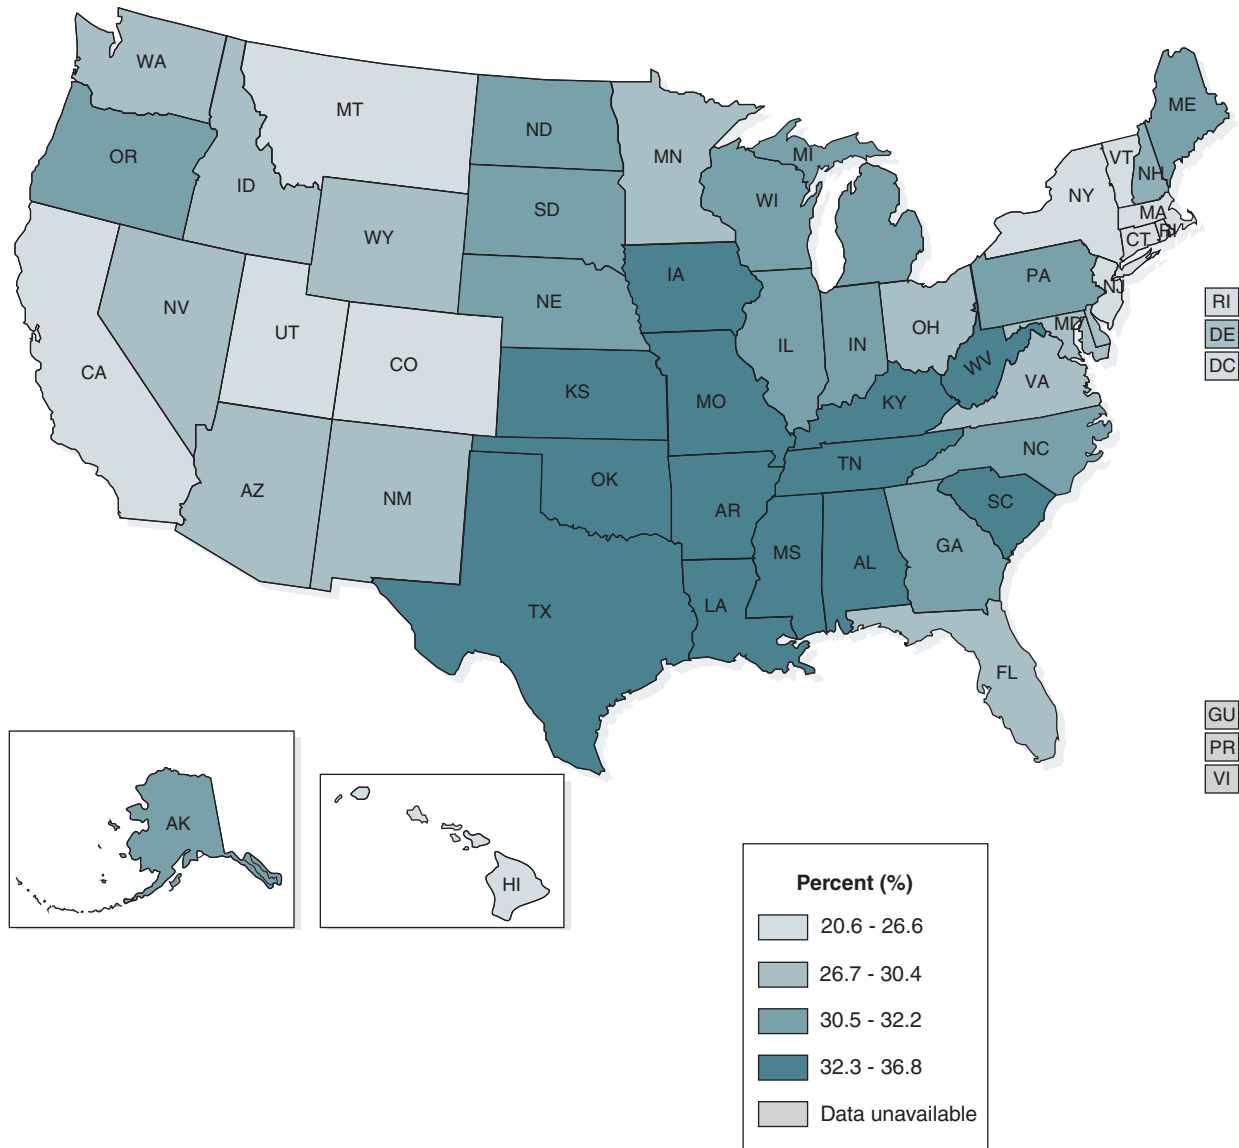 WA
MT
ND
MN
OR
ID
WY
SD
WI
MI
ME
VT
NH
NY
MA
CT
RI
NV
UT
CO
NE
IA
IL
IN
OH
PA
NJ
MD
CA
KS
MO
KY
WV
VA
AZ
NM
OK
AR
TN
NC
TX
LA
MS
AL
GA
SC
FL
AK
HI
RI
DE
DC
GU
PR
VI
Percent (%)
20.6 - 26.6
26.7 - 30.4
30.5 - 32.2
32.3 - 36.8
Data unavailable